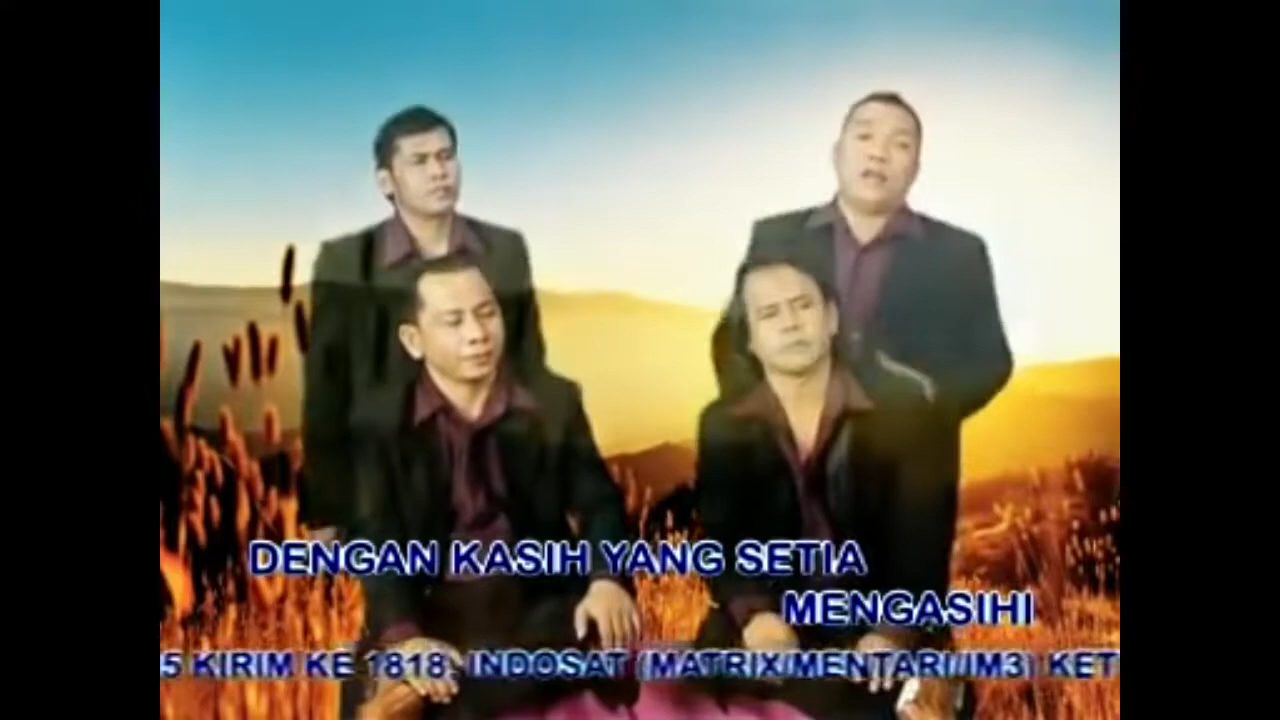 DENGAN KASIH YANG SETIA
MENGASIHI
5 KIRIM KE 1818, INDOSAT (MATRIX/MENTARI/IM3) KET